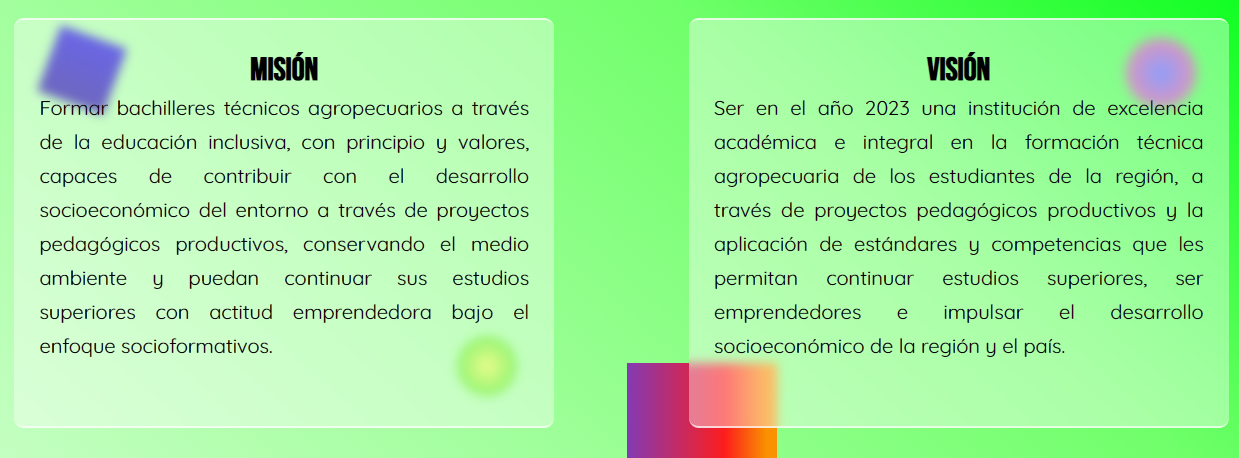 MISIÓN
Formar bachilleres técnicos agropecuarios a través
de la educación inclusiva, con principio y valores,
capaces de contribuir con el desarrollo
socioeconómico del entorno a través de proyectos
pedagógicos productivos, conservando el medio
ambiente y puedan continuar sus estudios
superiores con actitud emprendedora bajo el
enfoque socioformativos.
VISIÓN
Ser en el año 2023 una institución de excelencia
académica e integral en la formación técnica
agropecuaria de los estudiantes de la región, a
través de proyectos pedagógicos productivos y la
aplicación de estándares y competencias que les
permitan continuar estudios superiores, ser
emprendedores e impulsar el desarrollo
socioeconómico de la región y el país.